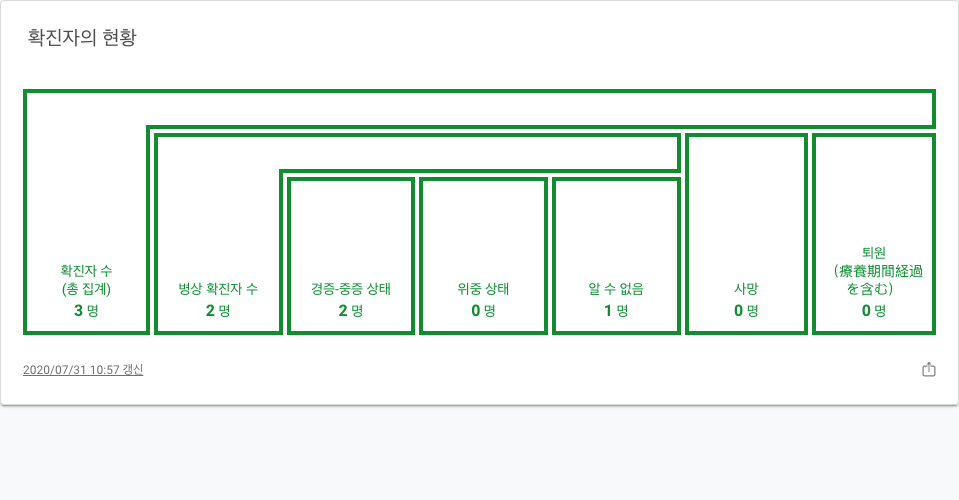 확진자의 현황
확진자 수
(총 집계)
3 명
병상 확진자 수
2 명
경증-중증 상태
2 명
위중 상태
0 명
알 수 없음
1 명
사망
0 명
퇴원
（療養期間経過
を含む）
0 명
2020/07/31 10:57 갱신